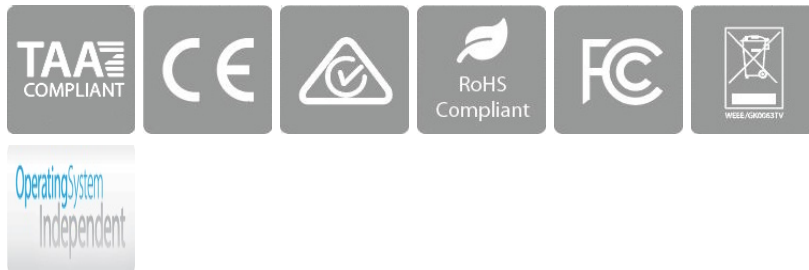 TAA
COMPLIANT
CE
RoHS
Compliant
FC
WEEE/GK0063TV
OperatingSystem
Independent